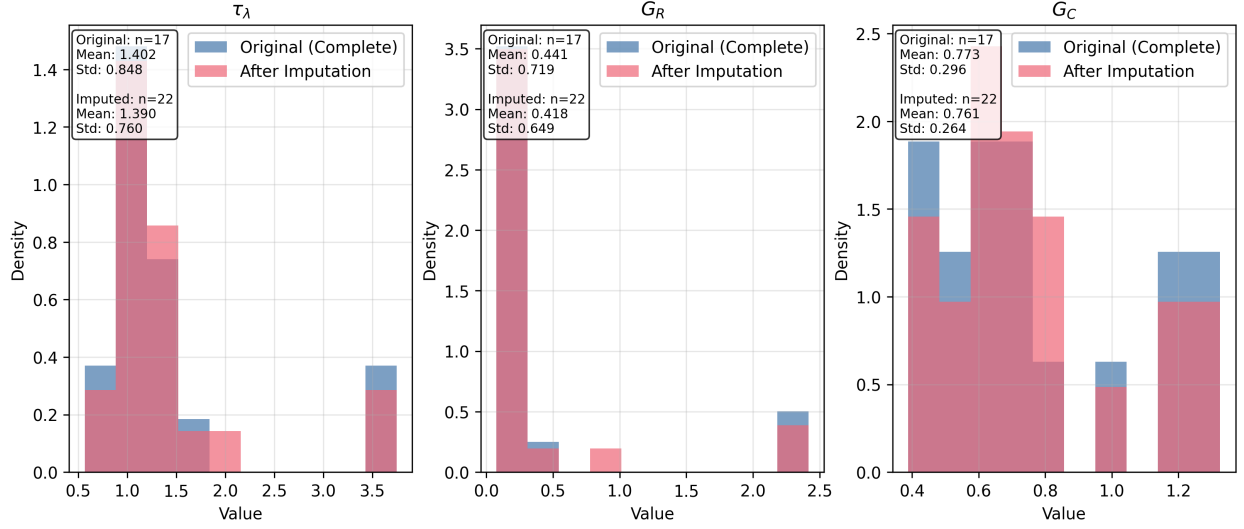 τλ
Original: n=17
Mean: 1.402
Std: 0.848
Imputed: n=22
Mean: 1.390
Std: 0.760
Original (Complete)
After Imputation
Density
1.4
1.2
1.0
0.8
0.6
0.4
0.2
0.0
0.5 1.0 1.5 2.0 2.5 3.0 3.5
Value
GR
Original: n=17
Mean: 0.441
Std: 0.719
Imputed: n=22
Mean: 0.418
Std: 0.649
Original (Complete)
After Imputation
Density
3.5
3.0
2.5
2.0
1.5
1.0
0.5
0.0
0.0 0.5 1.0 1.5 2.0 2.5
Value
GC
Original: n=17
Mean: 0.773
Std: 0.296
Imputed: n=22
Mean: 0.761
Std: 0.264
Original (Complete)
After Imputation
Density
2.5
2.0
1.5
1.0
0.5
0.0
0.4 0.6 0.8 1.0 1.2
Value